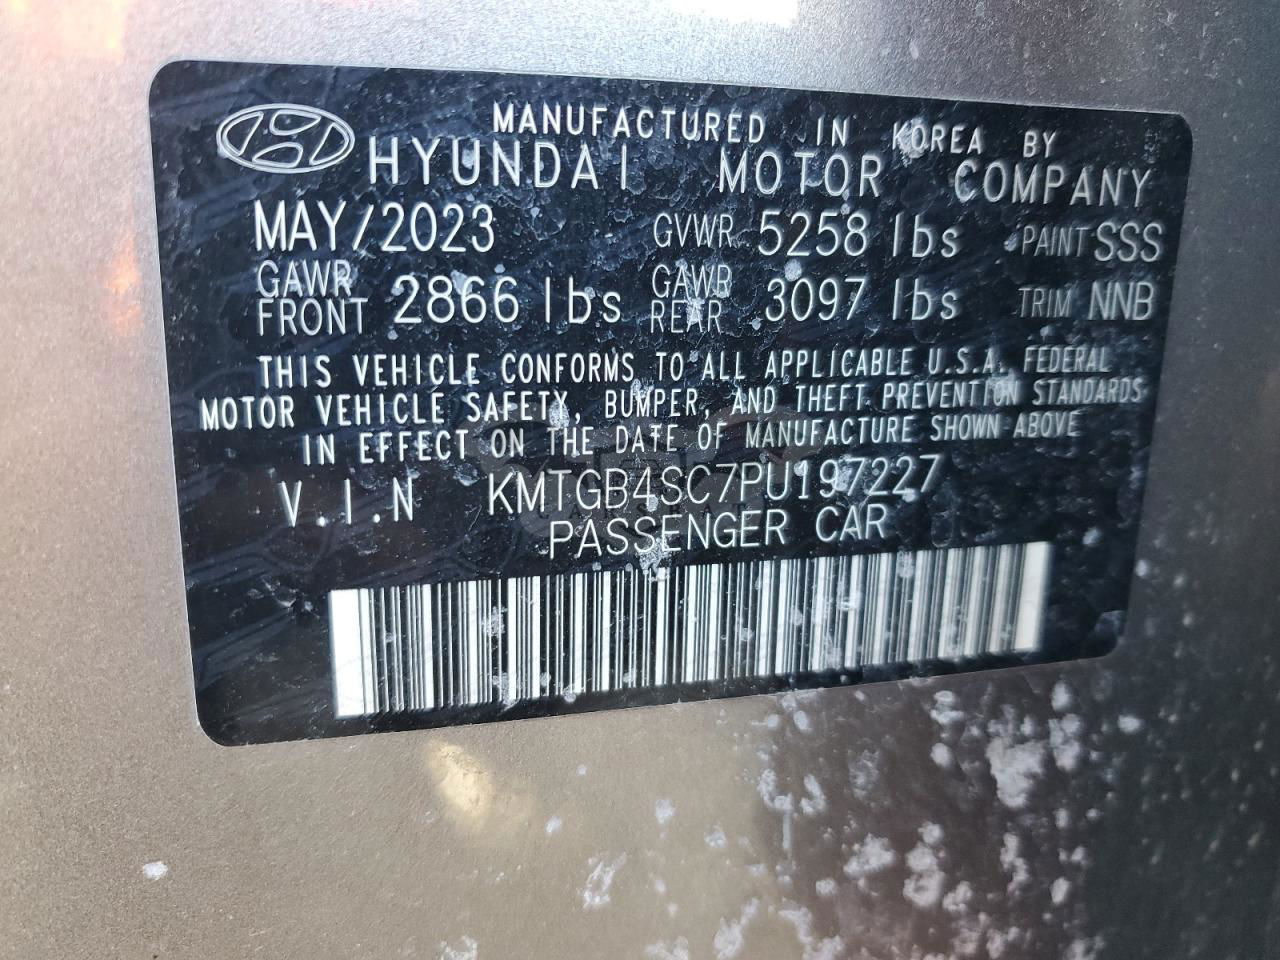 MANUFACTURED IN KOREA BY
HYUNDAI MOTOR COMPANY
MAY/2023 GVWR 5258 lbs PAINT SSS
GAWR FRONT 2866 lbs GAWR REAR 3097 lbs TRIM NNB
THIS VEHICLE CONFORMS TO ALL APPLICABLE U.S.A. FEDERAL
MOTOR VEHICLE SAFETY, BUMPER, AND THEFT PREVENTION STANDARDS
IN EFFECT ON THE DATE OF MANUFACTURE SHOWN ABOVE
V.I.N KMTGB4SC7PU197227
PASSENGER CAR